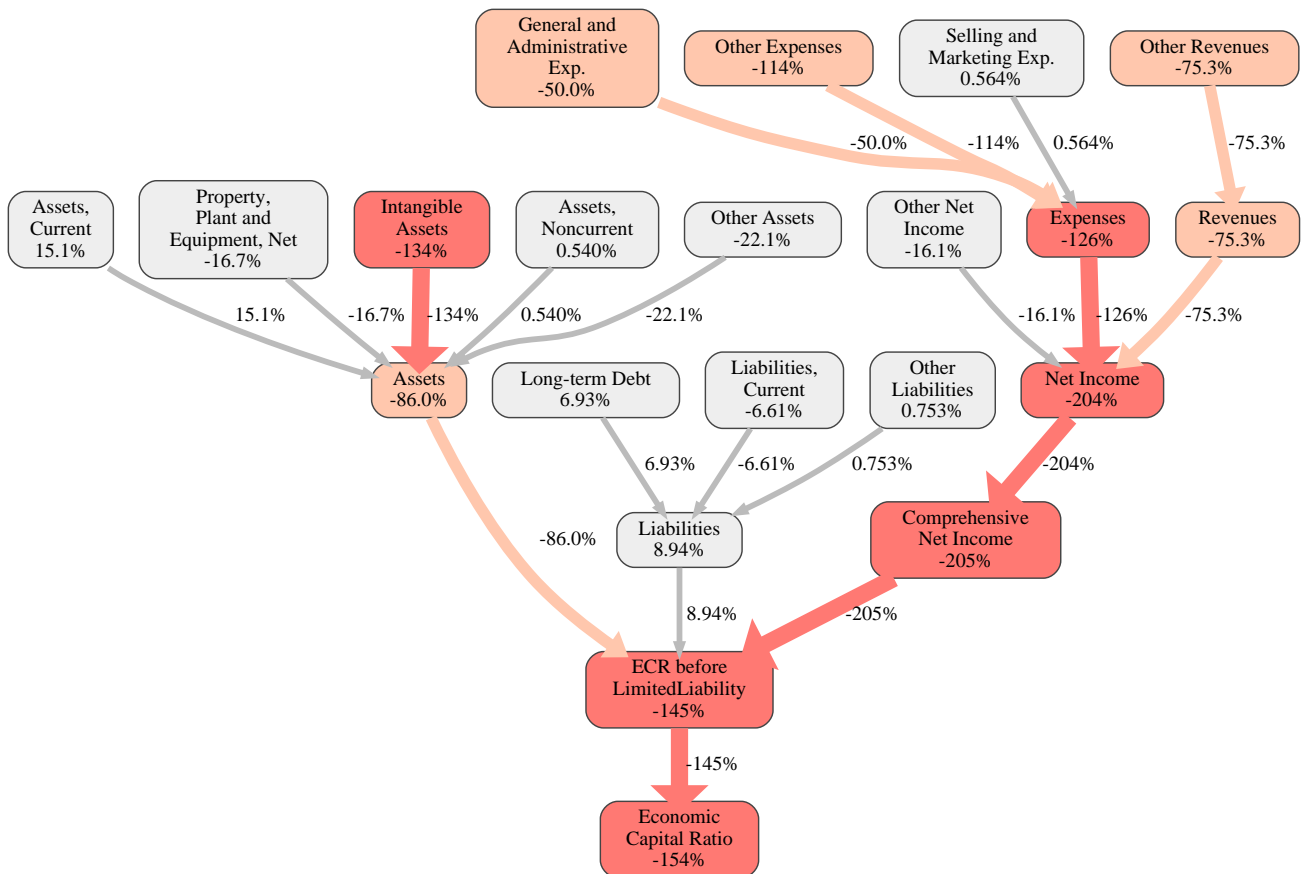 General and
Administrative
Exp.
-50.0%
Other Expenses
-114%
Selling and
Marketing Exp.
0.564%
Other Revenues
-75.3%
-50.0%
-114%
0.564%
-75.3%
Assets,
Current
15.1%
Property,
Plant and
Equipment, Net
-16.7%
Intangible
Assets
-134%
Assets,
Noncurrent
0.540%
Other Assets
-22.1%
Other Net
Income
-16.1%
Expenses
-126%
Revenues
-75.3%
15.1%
-16.7%
-134%
0.540%
-22.1%
-16.1%
-126%
-75.3%
Assets
-86.0%
Long-term Debt
6.93%
Liabilities,
Current
-6.61%
Other
Liabilities
0.753%
Net Income
-204%
6.93%
-6.61%
0.753%
-204%
-86.0%
Liabilities
8.94%
Comprehensive
Net Income
-205%
8.94%
-205%
ECR before
LimitedLiability
-145%
-145%
Economic
Capital Ratio
-154%